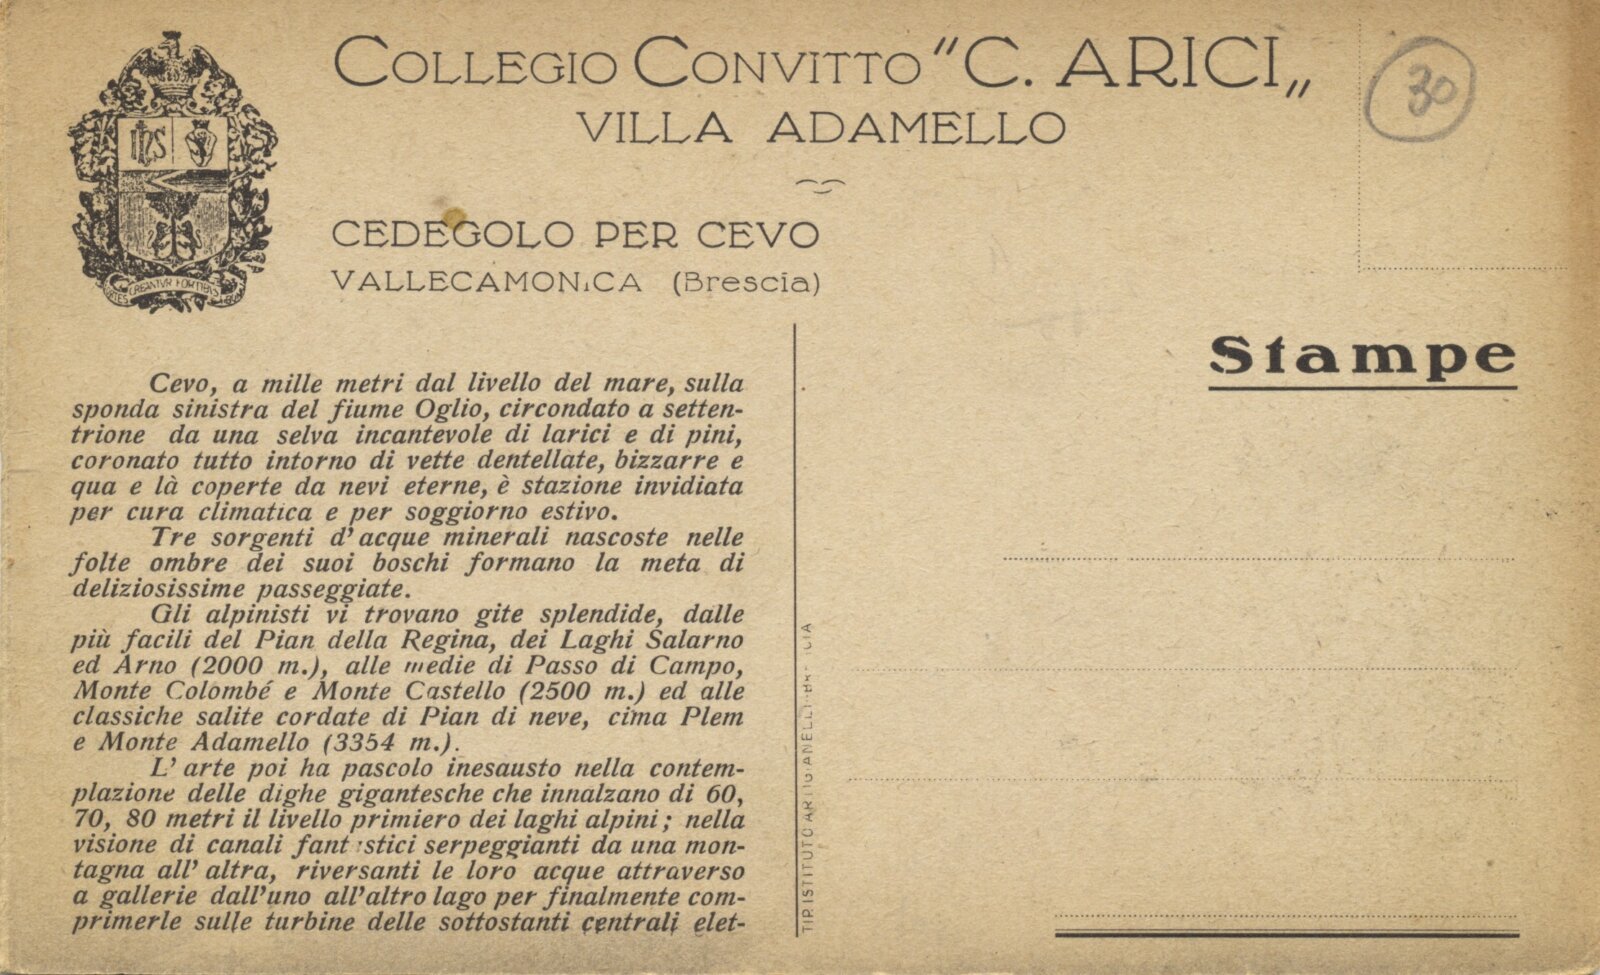 COLLEGIO CONVITTO "C. ARICI„
VILLA ADAMELLO
30
IHS
CEDEGOLO PER CEVO
VALLECAMONICA (Brescia)
FORTES CREANTVR FORTIBVS
Stampe
Cevo, a mille metri dal livello del mare, sulla
sponda sinistra del fiume Oglio, circondato a setten-
trione da una selva incantevole di larici e di pini,
coronato tutto intorno di vette dentellate, bizzarre e
qua e là coperte da nevi eterne, è stazione invidiata
per cura climatica e per soggiorno estivo.
Tre sorgenti d'acque minerali nascoste nelle
folte ombre dei suoi boschi formano la meta di
deliziosissime passeggiate.
Gli alpinisti vi trovano gite splendide, dalle
più facili del Pian della Regina, dei Laghi Salarno
ed Arno (2000 m.), alle medie di Passo di Campo,
Monte Colombé e Monte Castello (2500 m.) ed alle
classiche salite cordate di Pian di neve, cima Plem
e Monte Adamello (3354 m.).
L'arte poi ha pascolo inesausto nella contem-
plazione delle dighe gigantesche che innalzano di 60,
70, 80 metri il livello primiero dei laghi alpini; nella
visione di canali fantastici serpeggianti da una mon-
tagna all'altra, riversanti le loro acque attraverso
a gallerie dall'uno all'altro lago per finalmente com-
primerle sulle turbine delle sottostanti centrali elet-
TIP. ISTITUTO ARTIGIANELLI-BRESCIA